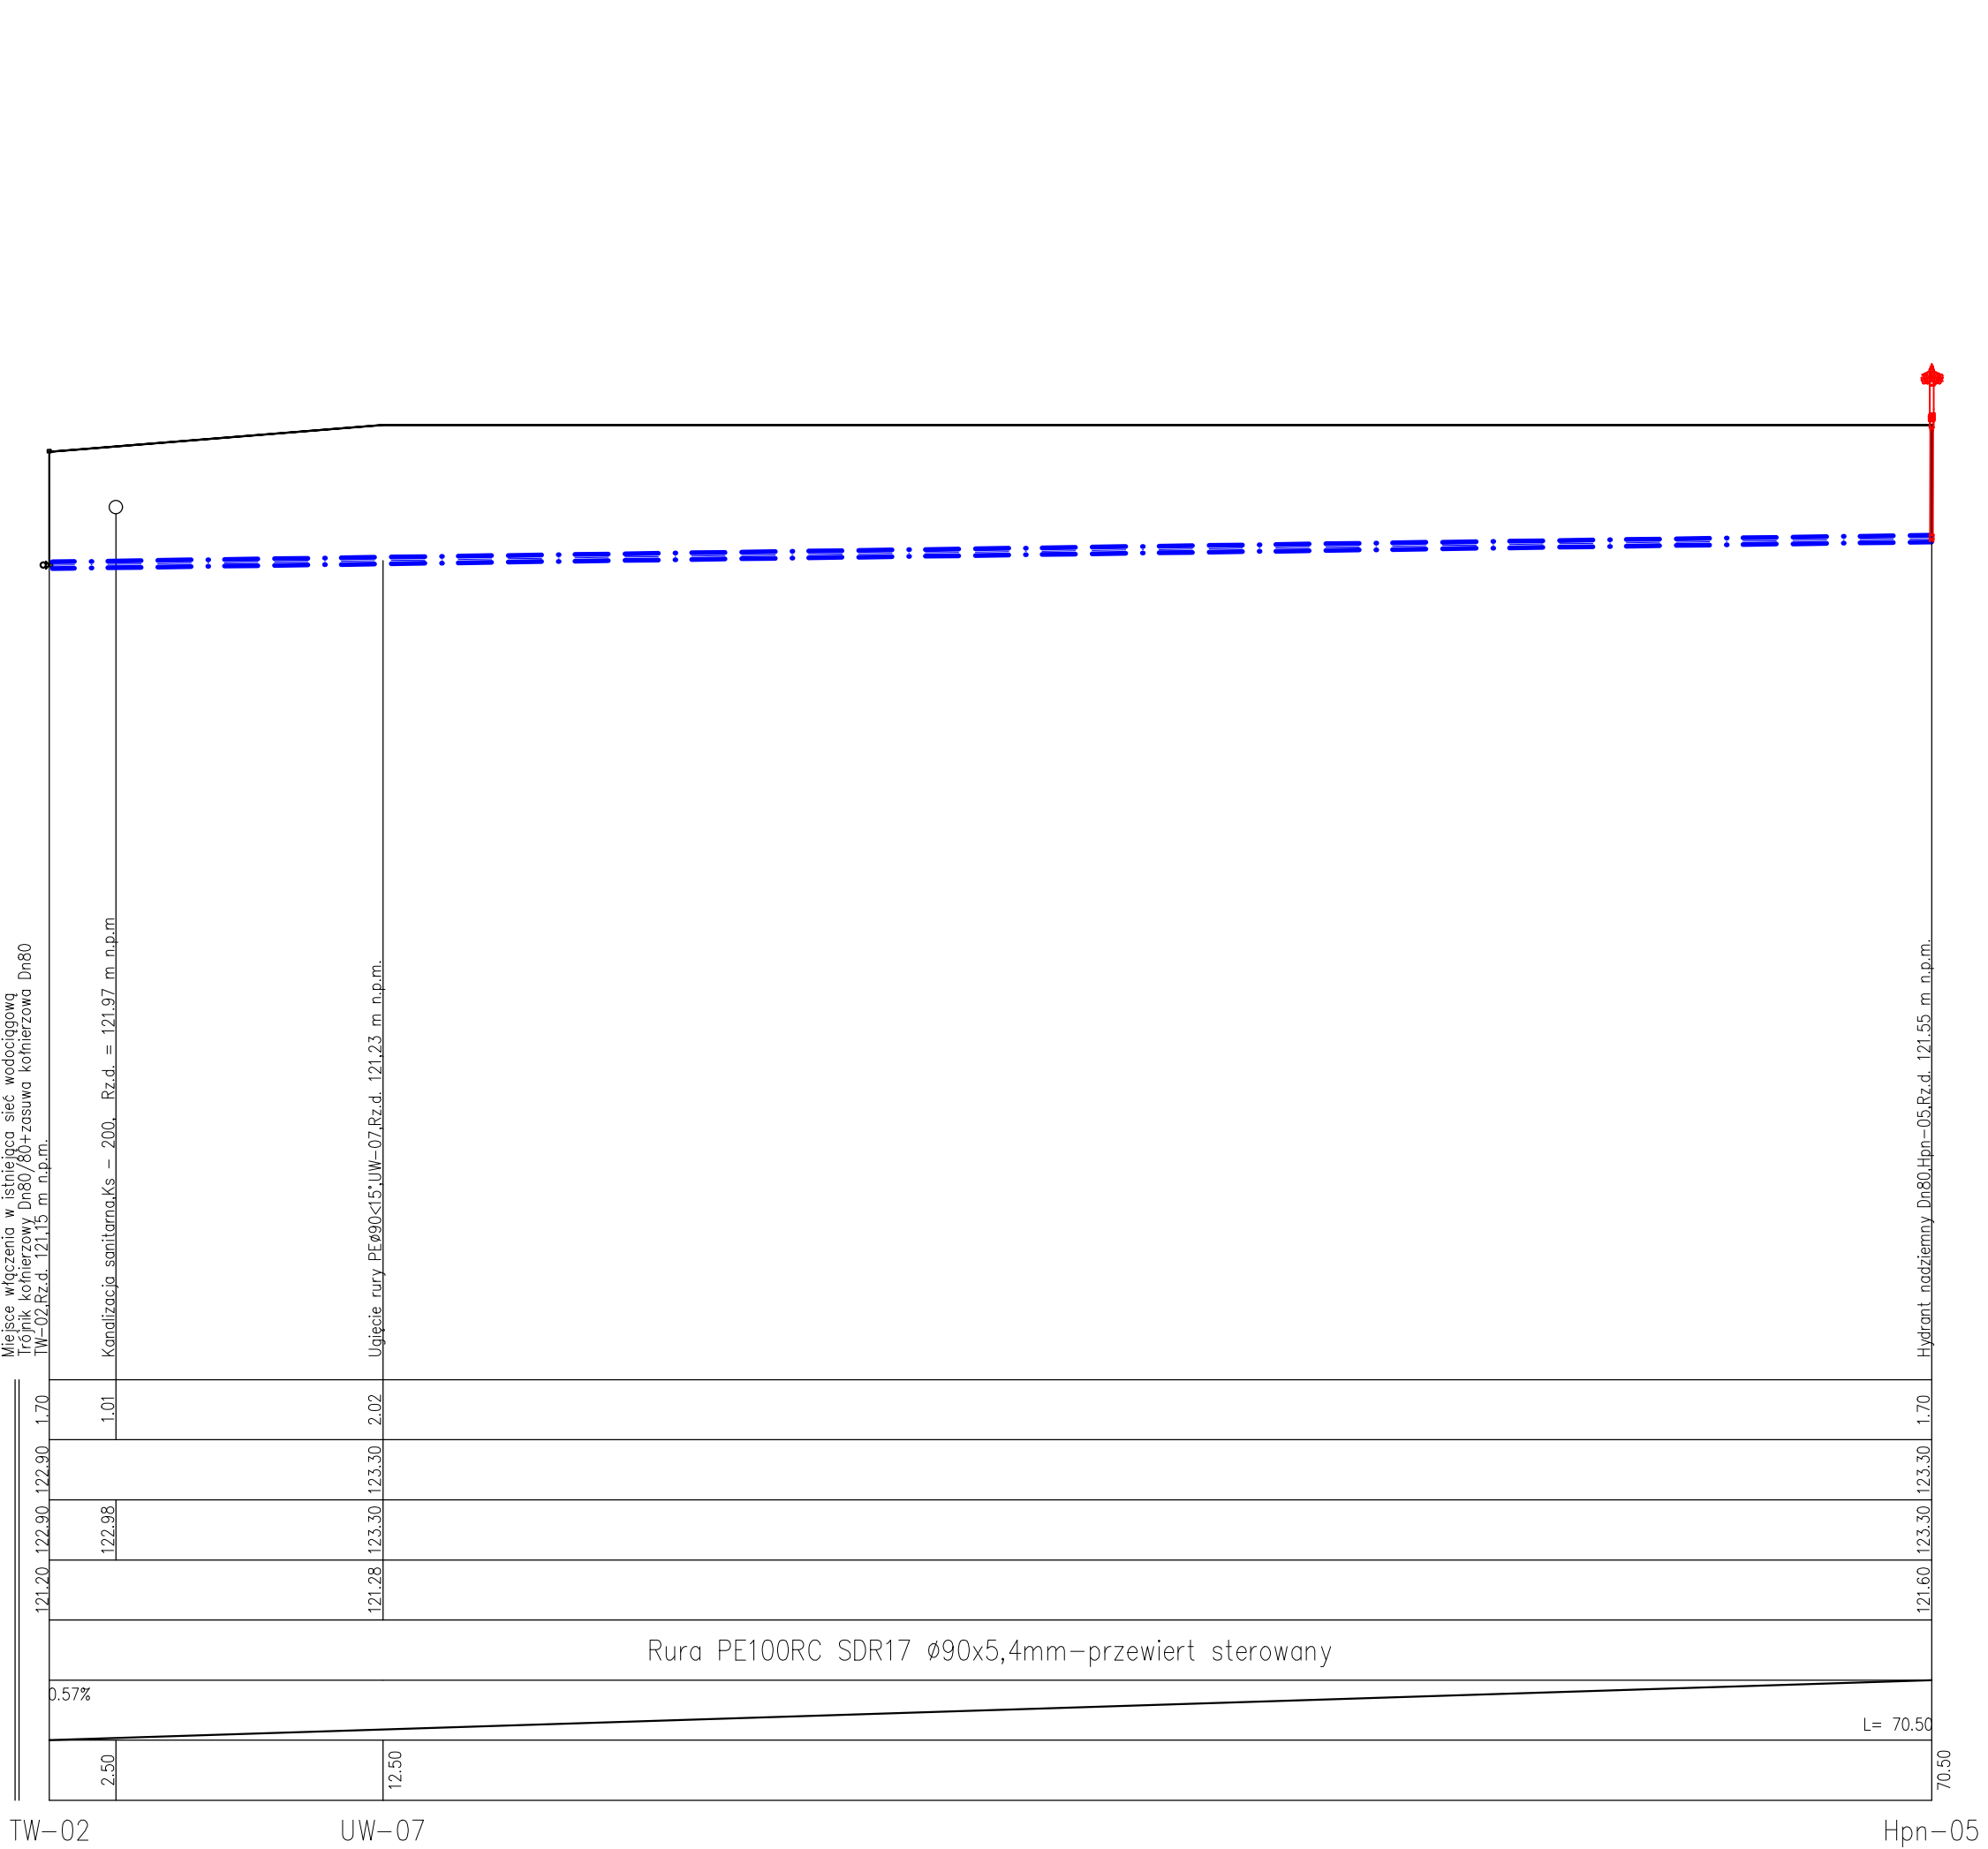 Miejsce włączenia w istniejąca sieć wodociągową
Trójnik kołnierzowy Dn80/80+zasuwa kołnierzowa Dn80
TW-02,Rz.d. 121,15 m n.p.m.
Kanalizacja sanitarna,Ks - 200, Rz.d. = 121.97 m n.p.m
Ugięcie rury PEø90<15°,UW-07,Rz.d. 121,23 m n.p.m.
Hydrant nadziemny Dn80,Hpn-05,Rz.d. 121.55 m n.p.m.
1.70 1.01 2.02 1.70
122.90 123.30 123.30
122.90 122.98 123.30 123.30
121.20 121.28 121.60
Rura PE100RC SDR17 Ø90x5,4mm-przewiert sterowany
0.57%
L= 70.50
2.50 12.50 70.50
TW-02 UW-07 Hpn-05